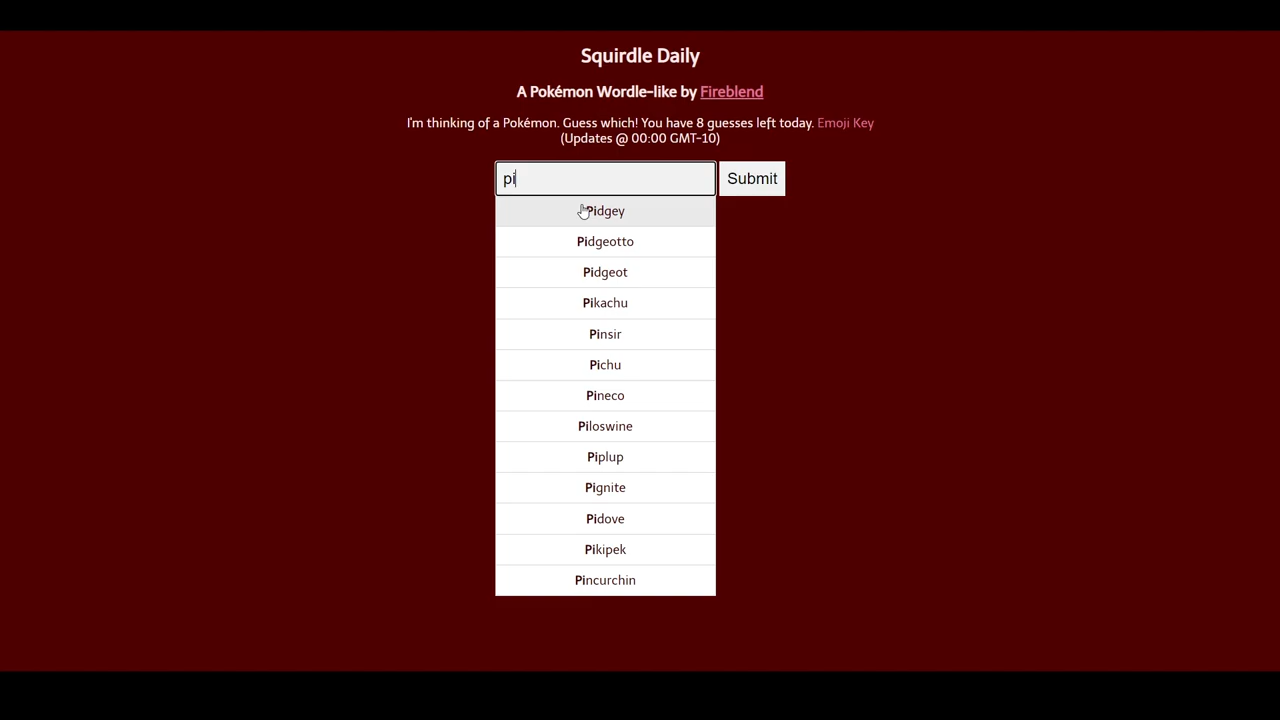 Squirdle Daily
A Pokémon Wordle-like by Fireblend
I'm thinking of a Pokémon. Guess which! You have 8 guesses left today. Emoji Key
(Updates @ 00:00 GMT-10)
pi Submit
Pidgey
Pidgeotto
Pidgeot
Pikachu
Pinsir
Pichu
Pineco
Piloswine
Piplup
Pignite
Pidove
Pikipek
Pincurchin